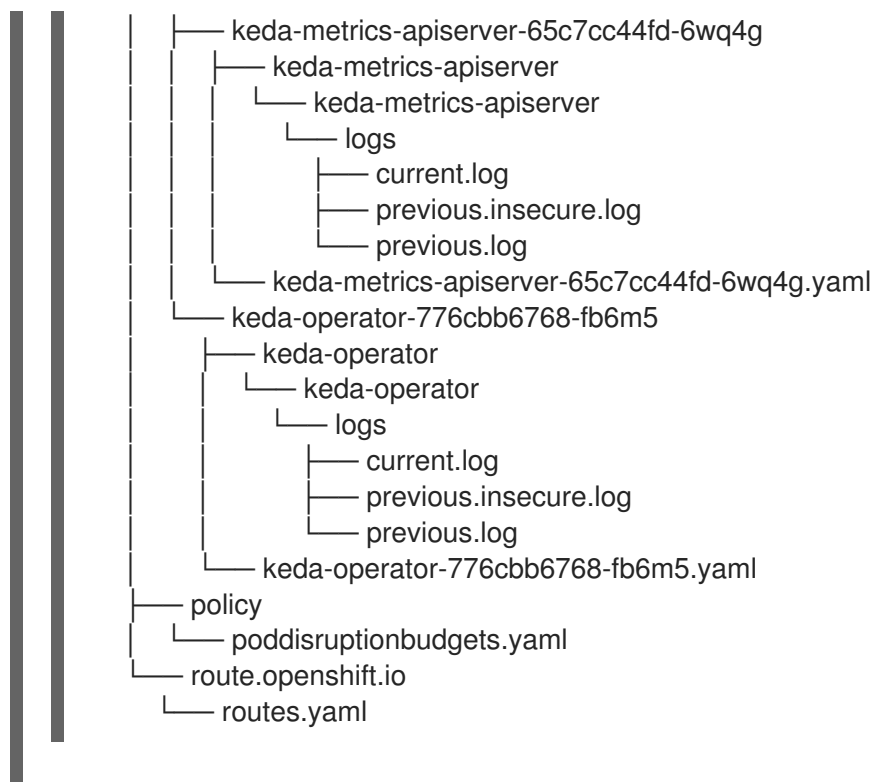 │   ├── keda-metrics-apiserver-65c7cc44fd-6wq4g
│   │   ├── keda-metrics-apiserver
│   │   │   └── keda-metrics-apiserver
│   │   │       └── logs
│   │   │           ├── current.log
│   │   │           ├── previous.insecure.log
│   │   │           └── previous.log
│   │   └── keda-metrics-apiserver-65c7cc44fd-6wq4g.yaml
│   └── keda-operator-776cbb6768-fb6m5
│       ├── keda-operator
│       │   └── keda-operator
│       │       └── logs
│       │           ├── current.log
│       │           ├── previous.insecure.log
│       │           └── previous.log
│       └── keda-operator-776cbb6768-fb6m5.yaml
├── policy
│   └── poddisruptionbudgets.yaml
└── route.openshift.io
    └── routes.yaml